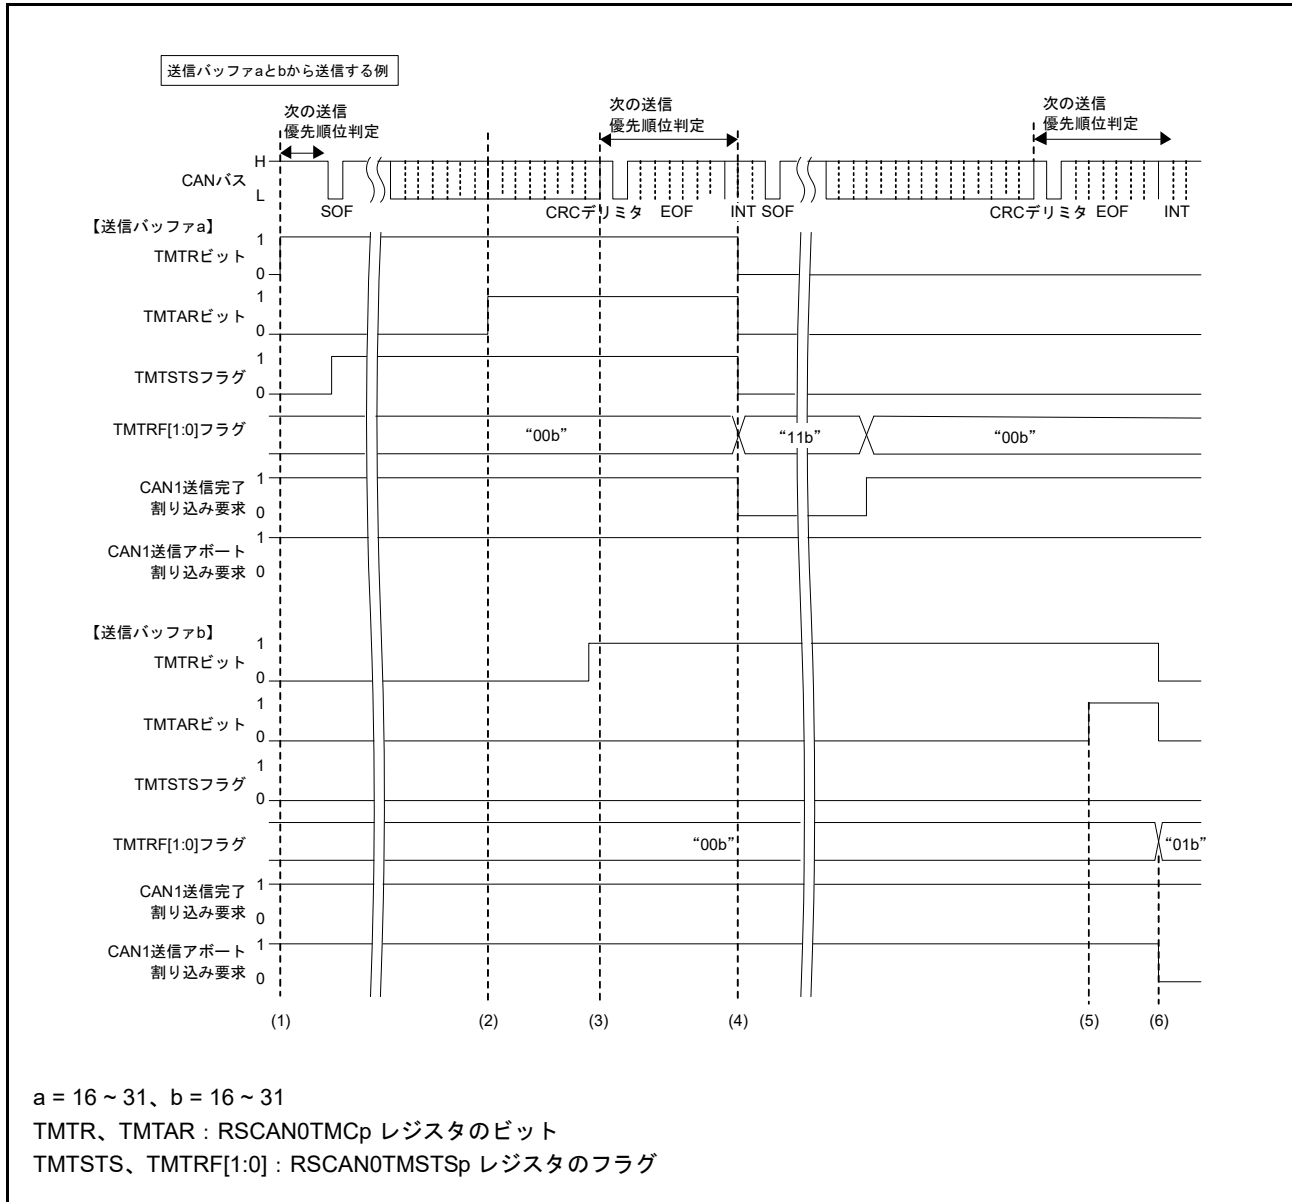 送信バッファaとbから送信する例
次の送信
優先順位判定
次の送信
優先順位判定
次の送信
優先順位判定
H
CANバス
L
SOF
CRCデリミタ
EOF
INT
SOF
CRCデリミタ
EOF
INT
【送信バッファa】
1
TMTRビット
0
1
TMTARビット
0
1
TMTSTSフラグ
0
TMTRF[1:0]フラグ
“00b”
“11b”
“00b”
CAN1送信完了 1
割り込み要求 0
CAN1送信アボート 1
割り込み要求 0
【送信バッファb】
1
TMTRビット
0
1
TMTARビット
0
1
TMTSTSフラグ
0
TMTRF[1:0]フラグ
“00b”
“01b”
CAN1送信完了 1
割り込み要求 0
CAN1送信アボート 1
割り込み要求 0
(1)
(2)
(3)
(4)
(5)
(6)
a = 16 ~ 31、b = 16 ~ 31
TMTR、TMTAR : RSCAN0TMCp レジスタのビット
TMTSTS、TMTRF[1:0] : RSCAN0TMSTSp レジスタのフラグ